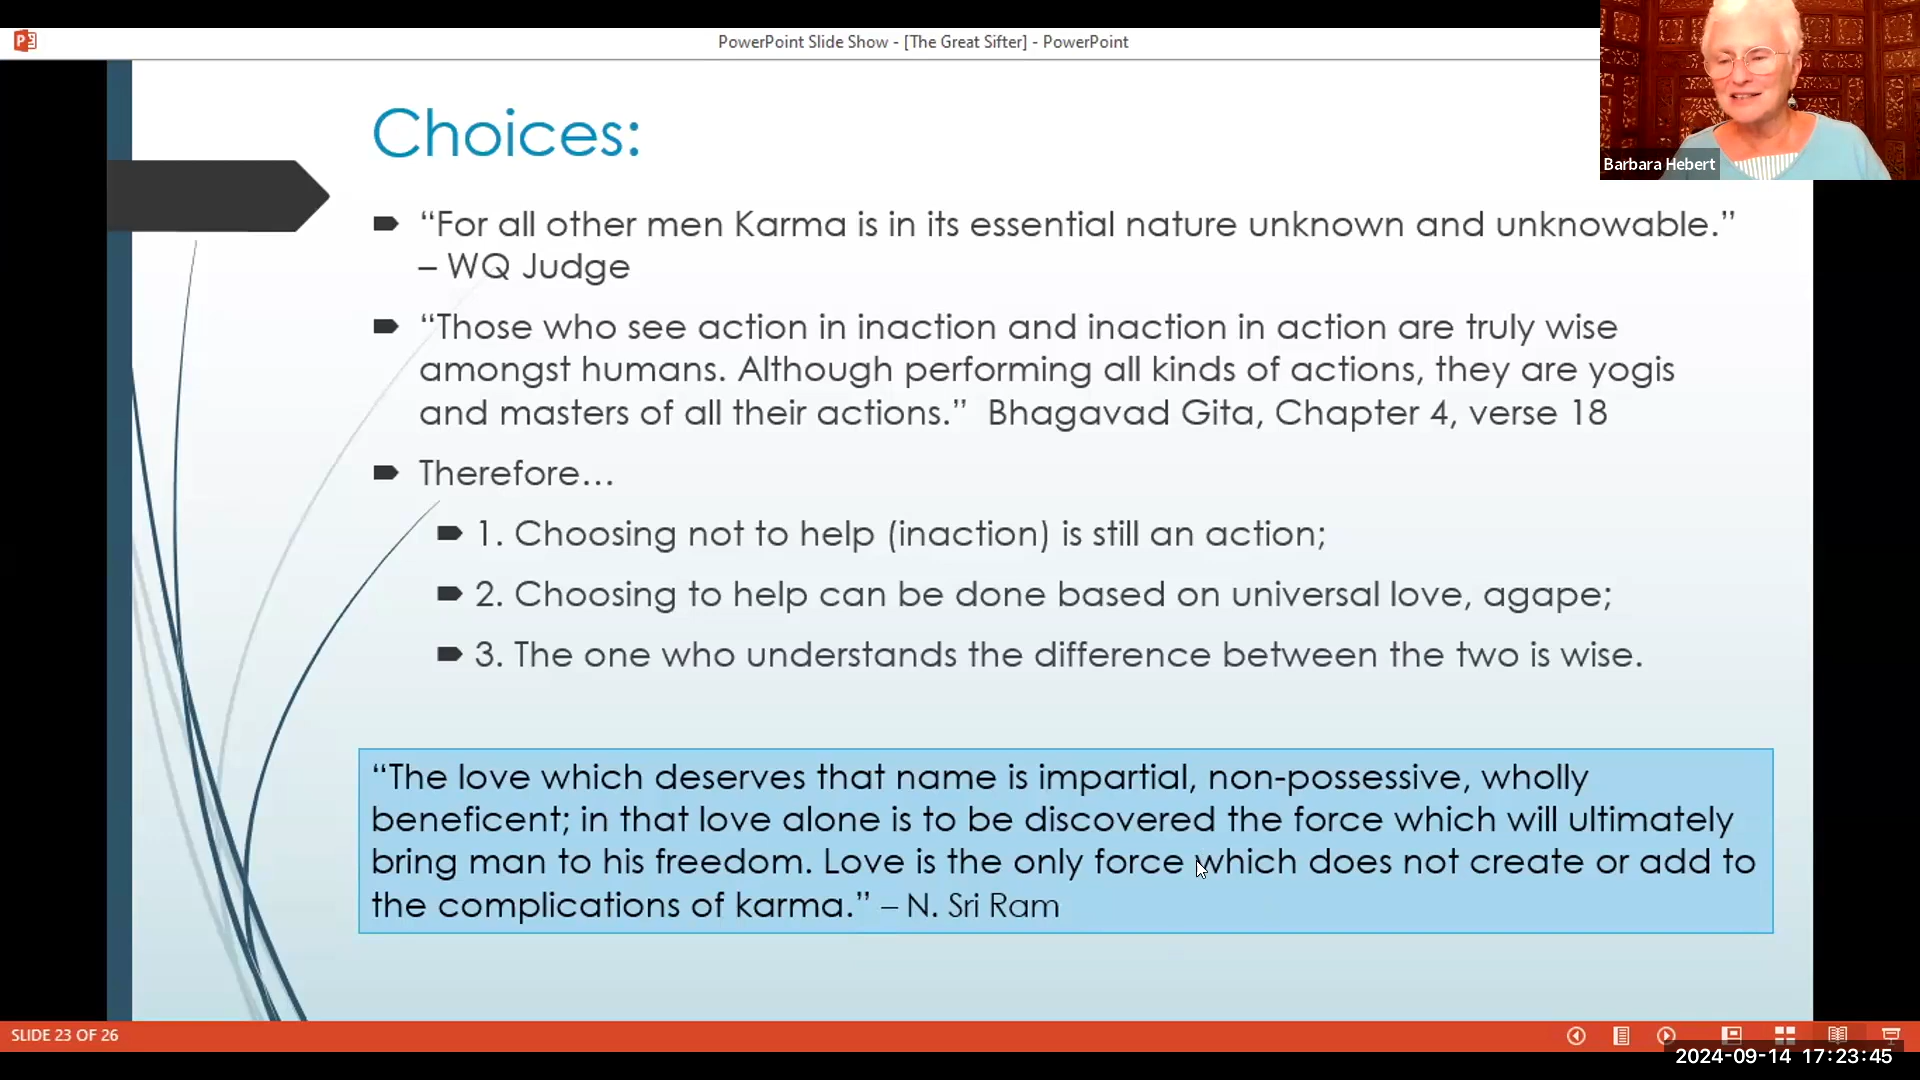 PowerPoint Slide Show - [The Great Sifter] - PowerPoint
Barbara Hebert
Choices:
“For all other men Karma is in its essential nature unknown and unknowable.”
– WQ Judge
“Those who see action in inaction and inaction in action are truly wise
amongst humans. Although performing all kinds of actions, they are yogis
and masters of all their actions.” Bhagavad Gita, Chapter 4, verse 18
Therefore…
1. Choosing not to help (inaction) is still an action;
2. Choosing to help can be done based on universal love, agape;
3. The one who understands the difference between the two is wise.
“The love which deserves that name is impartial, non-possessive, wholly
beneficent; in that love alone is to be discovered the force which will ultimately
bring man to his freedom. Love is the only force which does not create or add to
the complications of karma.” – N. Sri Ram
SLIDE 23 OF 26
2024-09-14 17:23:45